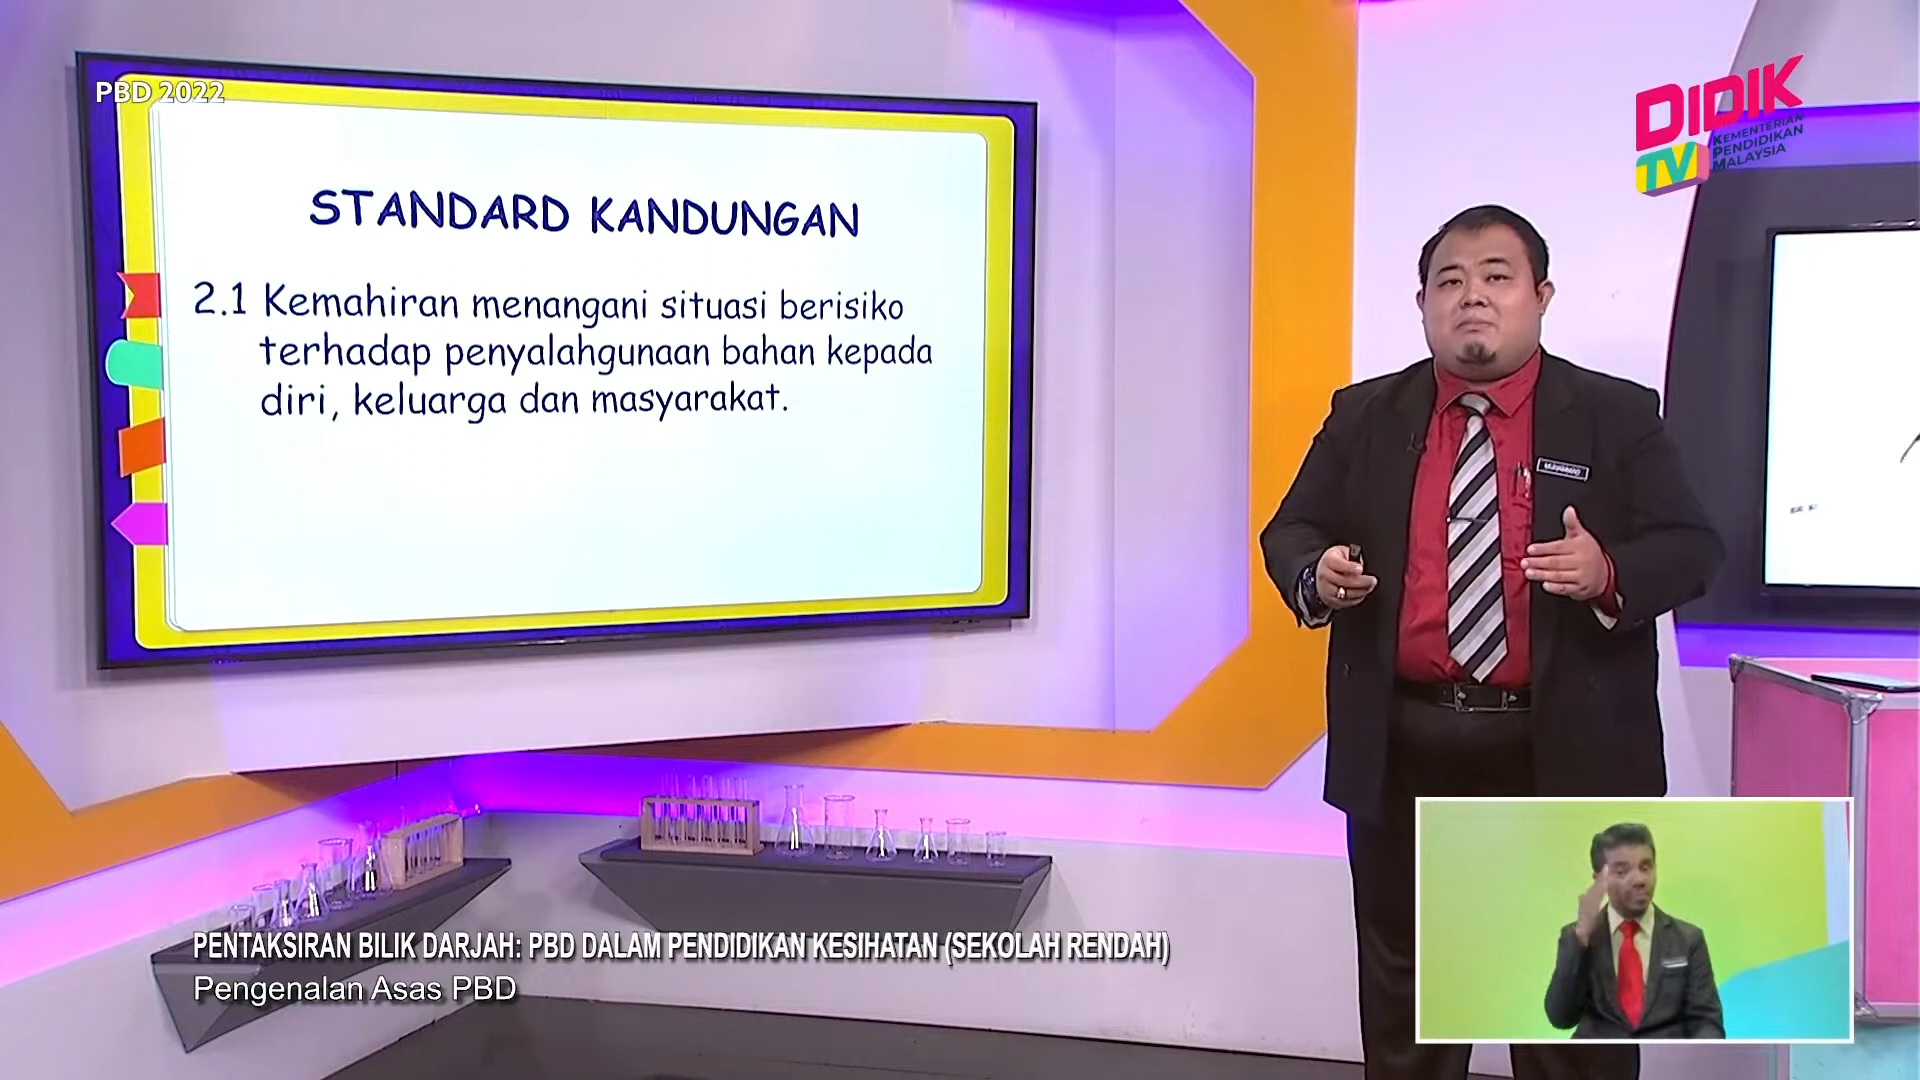 PBD 2022
STANDARD KANDUNGAN
2.1 Kemahiran menangani situasi berisiko
terhadap penyalahgunaan bahan kepada
diri, keluarga dan masyarakat.
DIDIK
TV
KEMENTERIAN
PENDIDIKAN
MALAYSIA
MUHAMMAD
PENTAKSIRAN BILIK DARJAH: PBD DALAM PENDIDIKAN KESIHATAN (SEKOLAH RENDAH)
Pengenalan Asas PBD